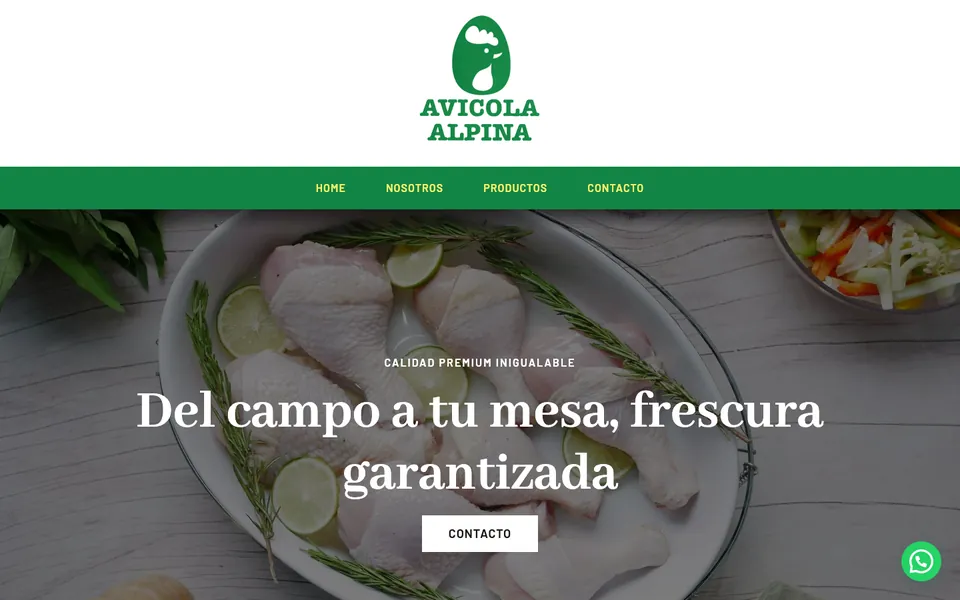 AVICOLA
ALPINA
HOME NOSOTROS PRODUCTOS CONTACTO
CALIDAD PREMIUM INIGUALABLE
Del campo a tu mesa, frescura
garantizada
CONTACTO